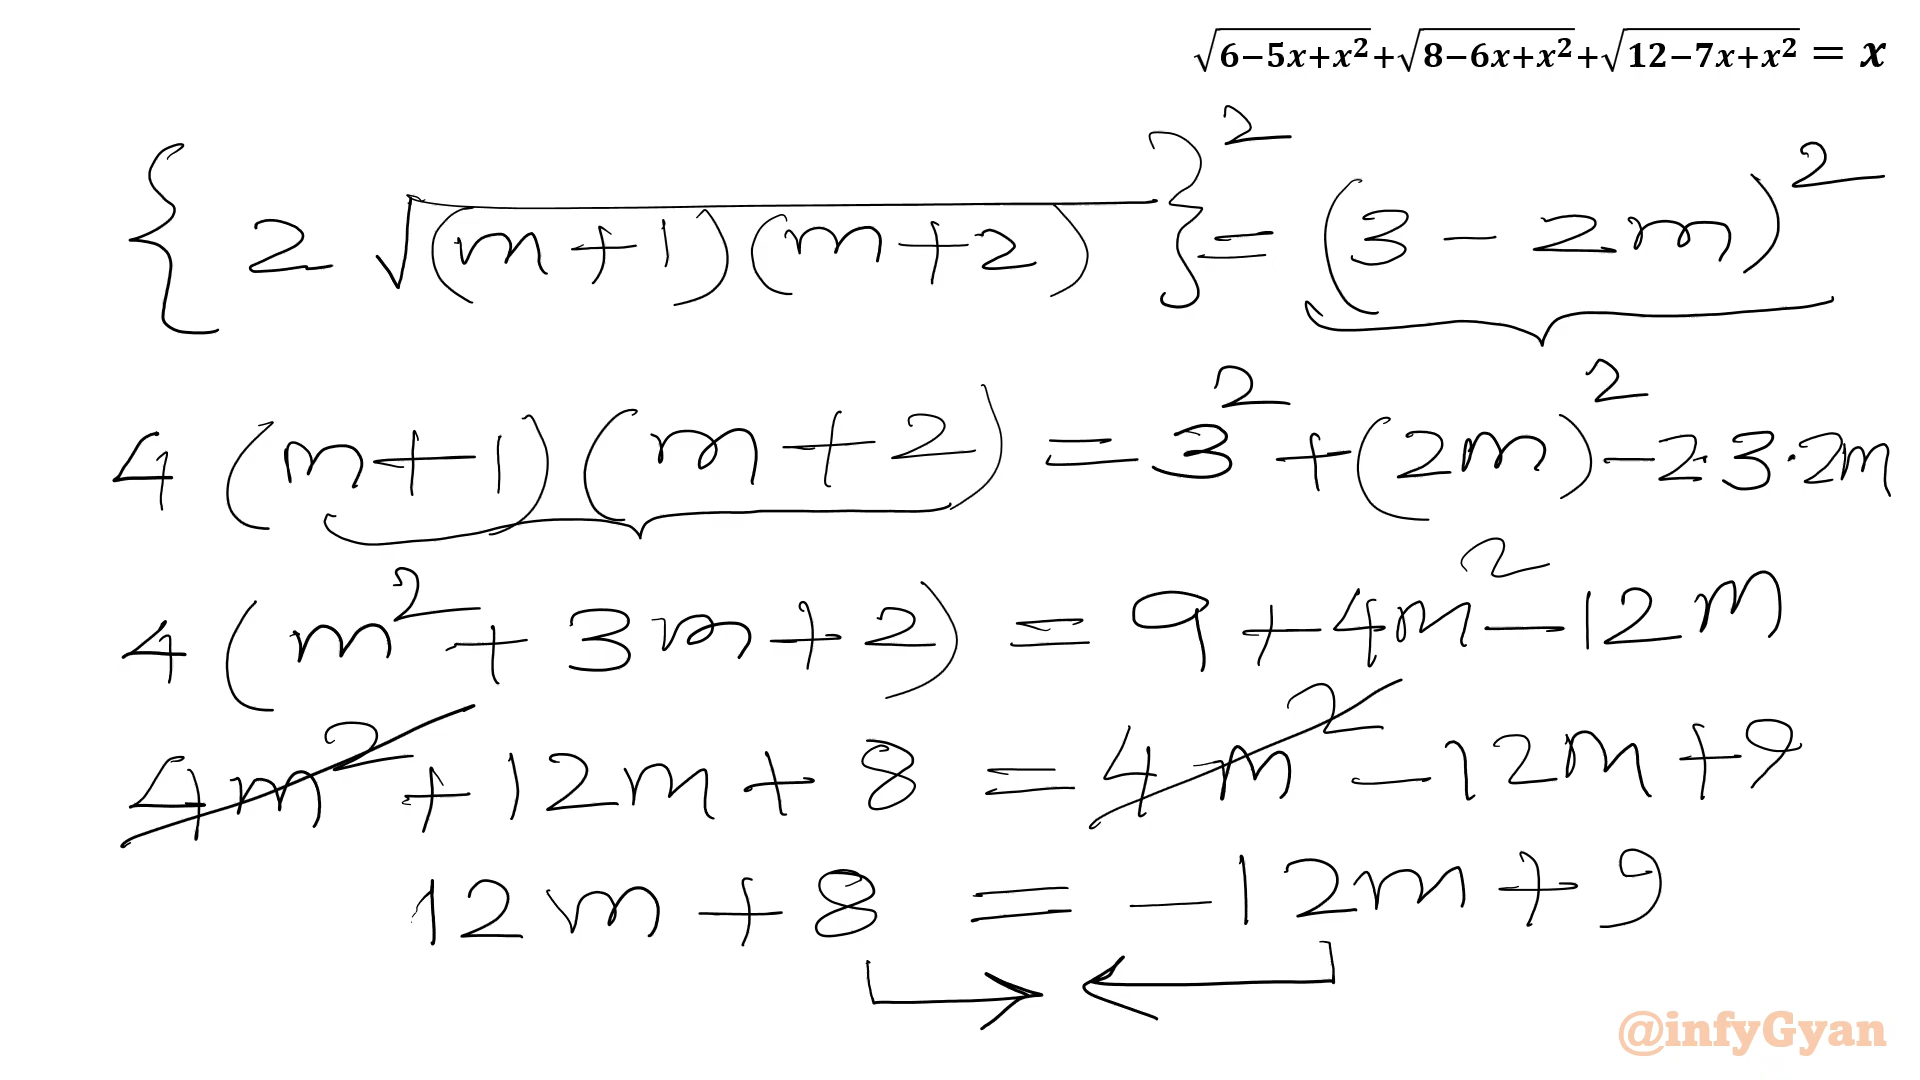 √(6−5x+x²)+√(8−6x+x²)+√(12−7x+x²) = x
{2√((m+1)(m+2))}² = (3 − 2m)²
4(m+1)(m+2) = 3² + (2m)² − 2·3·2m
4(m² + 3m + 2) = 9 + 4m² − 12m
4m² + 12m + 8 = 4m² − 12m + 9
12m + 8 = −12m + 9
@infyGyan